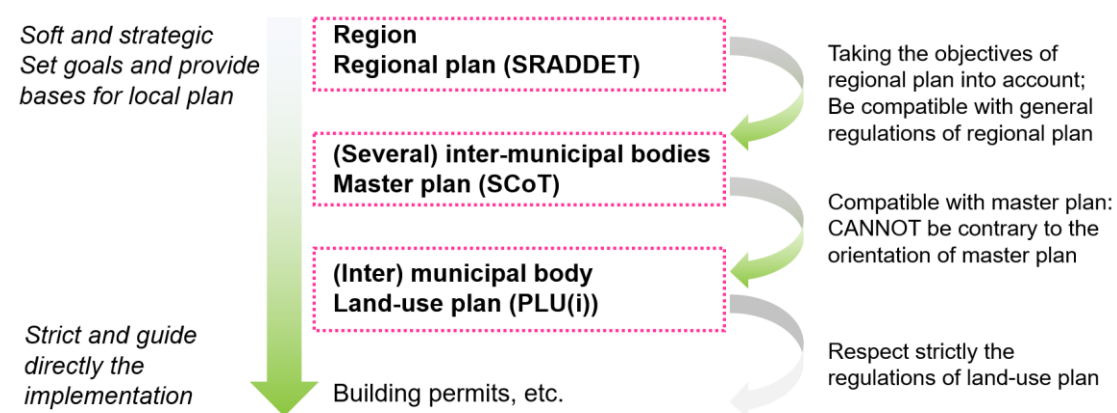 Soft and strategic
Set goals and provide
bases for local plan
Region
Regional plan (SRADDET)
Taking the objectives of
regional plan into account;
Be compatible with general
regulations of regional plan
(Several) inter-municipal bodies
Master plan (SCoT)
Compatible with master plan:
CANNOT be contrary to the
orientation of master plan
(Inter) municipal body
Land-use plan (PLU(i))
Strict and guide
directly the
implementation
Building permits, etc.
Respect strictly the
regulations of land-use plan